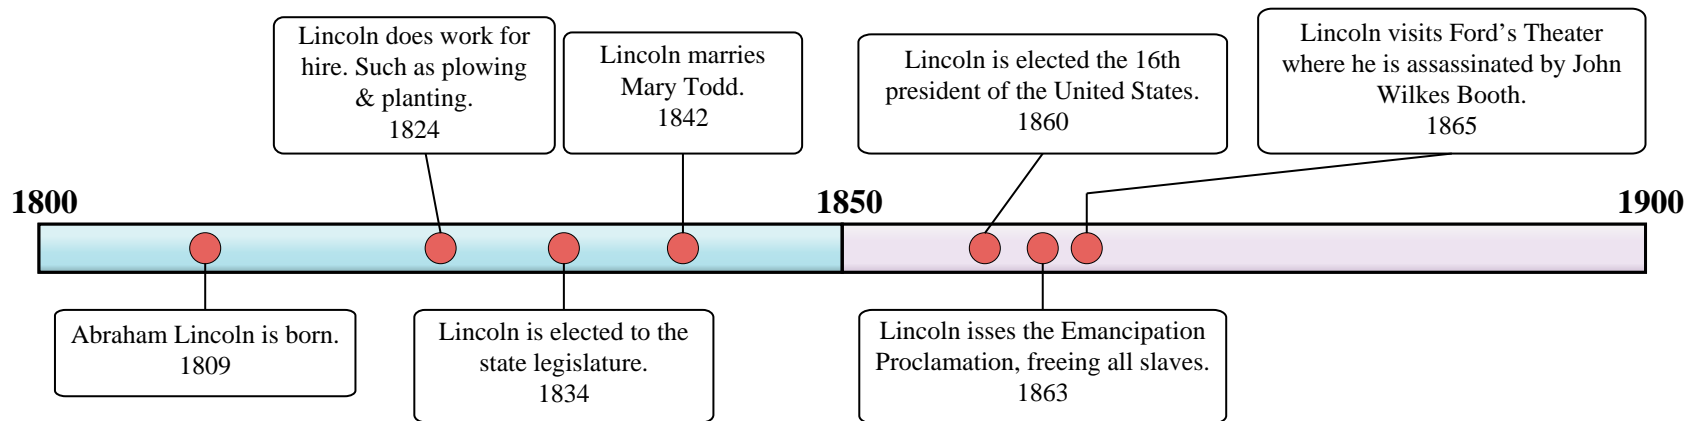 Lincoln does work for
hire. Such as plowing
& planting.
1824
Lincoln marries
Mary Todd.
1842
Lincoln is elected the 16th
president of the United States.
1860
Lincoln visits Ford’s Theater
where he is assassinated by John
Wilkes Booth.
1865
1800
1850
1900
Abraham Lincoln is born.
1809
Lincoln is elected to the
state legislature.
1834
Lincoln isses the Emancipation
Proclamation, freeing all slaves.
1863